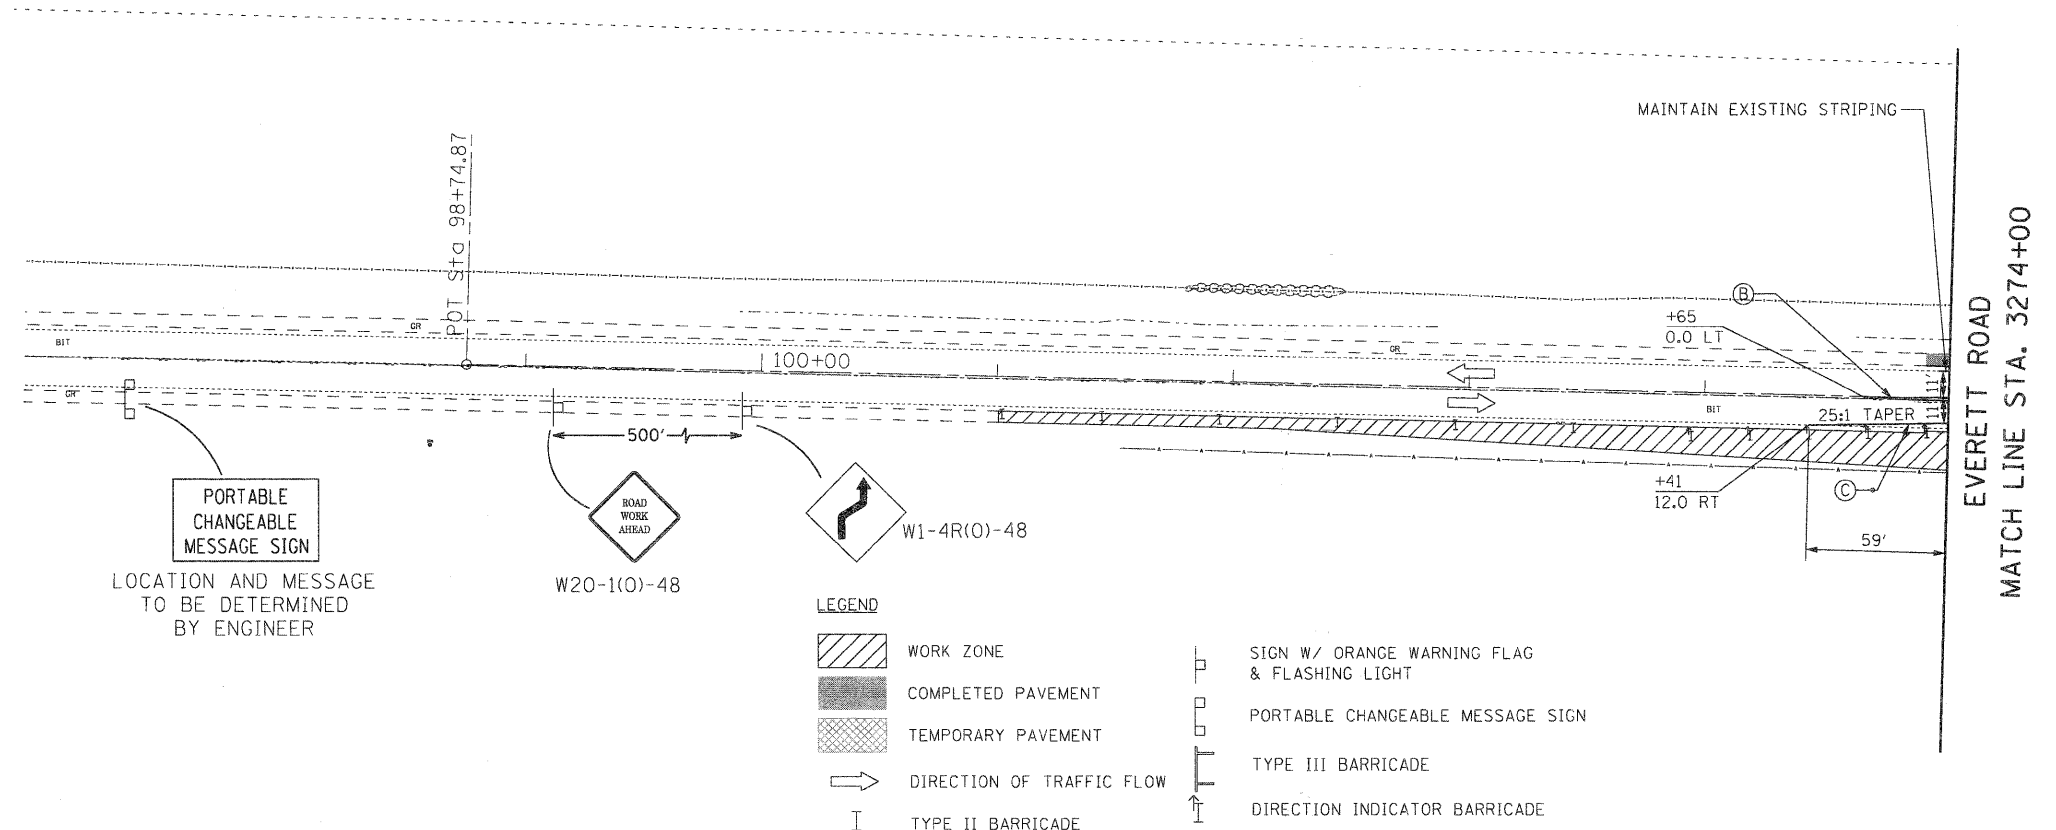 MAINTAIN EXISTING STRIPING
POT Sta 98+74.87
EVERETT ROAD
MATCH LINE STA. 3274+00
B
+65
0.0 LT
GR
GR
BIT
100+00
11'
11'
GR
BIT
25:1 TAPER
500'
+41
12.0 RT
C
59'
PORTABLE
CHANGEABLE
MESSAGE SIGN
LOCATION AND MESSAGE
TO BE DETERMINED
BY ENGINEER
ROAD
WORK
AHEAD
W20-1(O)-48
W1-4R(O)-48
LEGEND
WORK ZONE
COMPLETED PAVEMENT
TEMPORARY PAVEMENT
DIRECTION OF TRAFFIC FLOW
TYPE II BARRICADE
SIGN W/ ORANGE WARNING FLAG
& FLASHING LIGHT
PORTABLE CHANGEABLE MESSAGE SIGN
TYPE III BARRICADE
DIRECTION INDICATOR BARRICADE